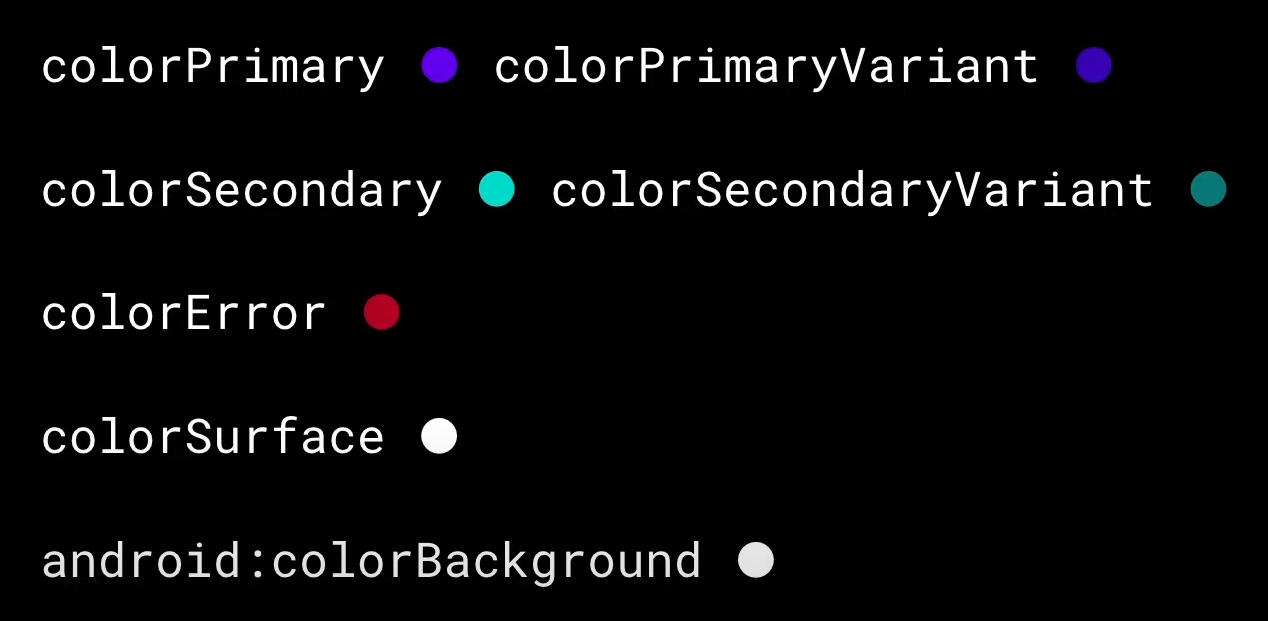 colorPrimary colorPrimaryVariant
colorSecondary colorSecondaryVariant
colorError
colorSurface
android:colorBackground